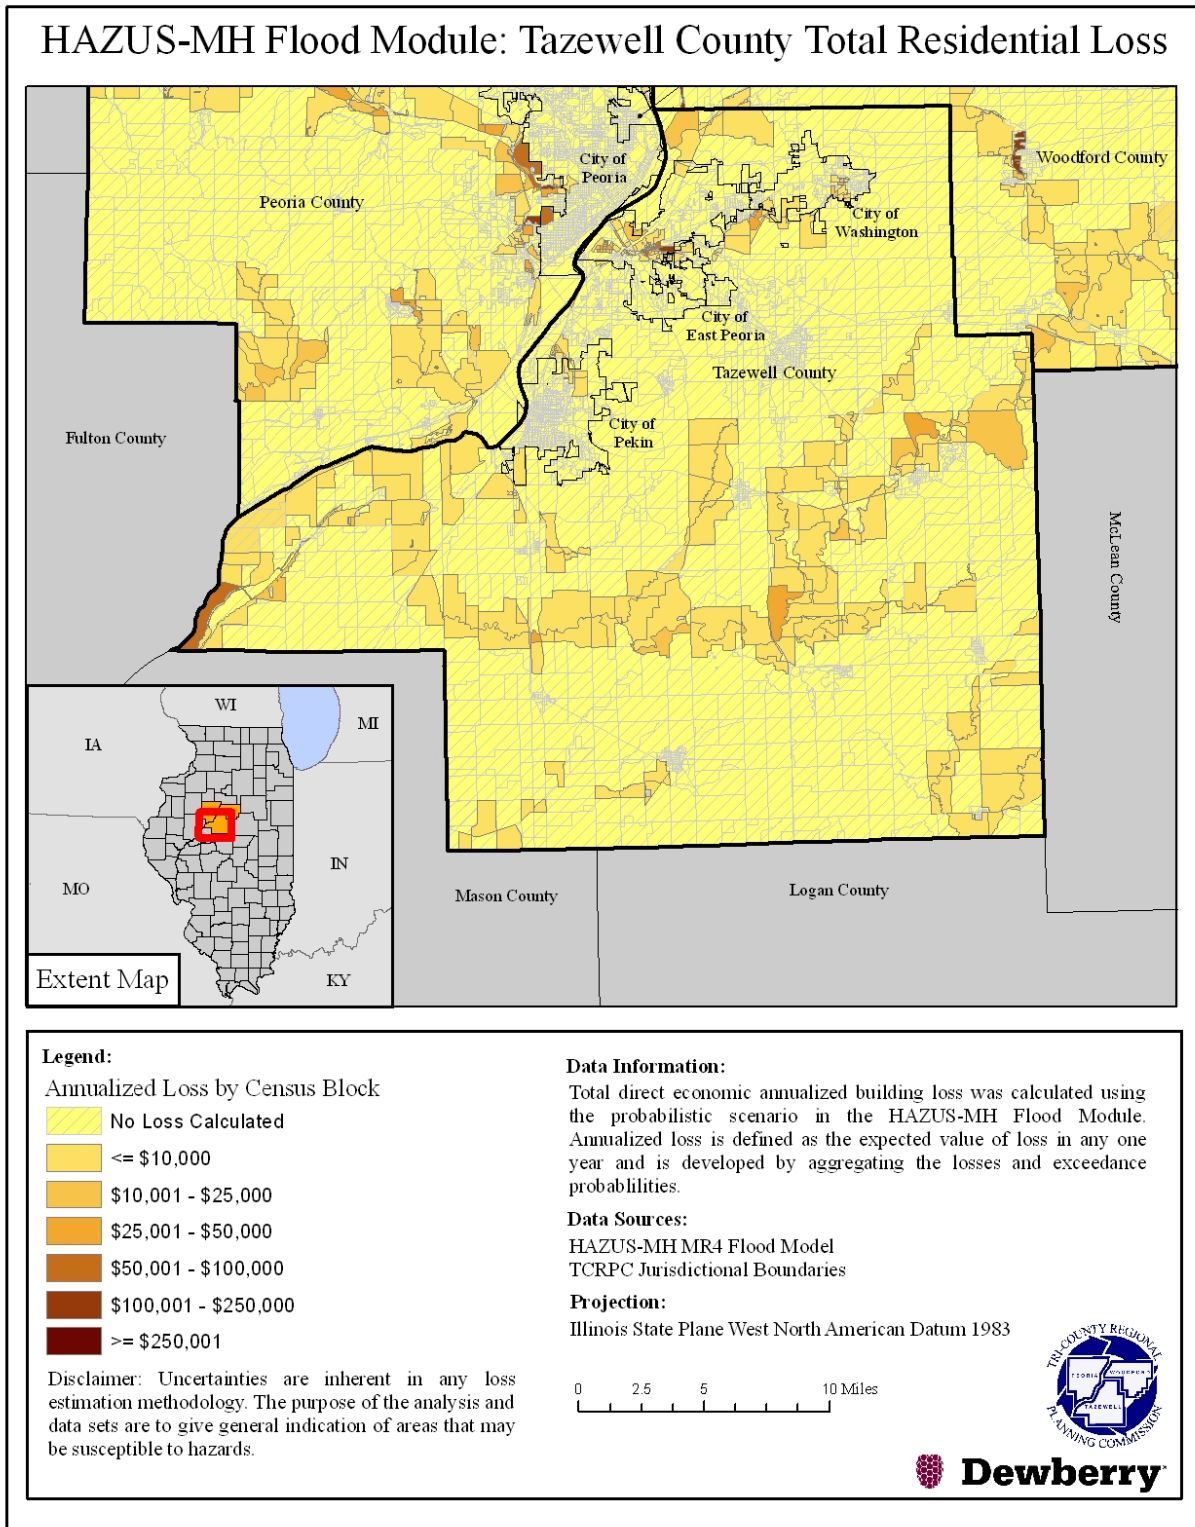 HAZUS-MH Flood Module: Tazewell County Total Residential Loss
City of
Peoria
Woodford County
Peoria County
City of
Washington
City of
East Peoria
Tazewell County
City of
Pekin
Fulton County
McLean County
Mason County
Logan County
WI
MI
IA
IN
MO
KY
Extent Map
Legend:
Annualized Loss by Census Block
No Loss Calculated
<= $10,000
$10,001 - $25,000
$25,001 - $50,000
$50,001 - $100,000
$100,001 - $250,000
>= $250,001
Disclaimer: Uncertainties are inherent in any loss
estimation methodology. The purpose of the analysis and
data sets are to give general indication of areas that may
be susceptible to hazards.
Data Information:
Total direct economic annualized building loss was calculated using
the probabilistic scenario in the HAZUS-MH Flood Module.
Annualized loss is defined as the expected value of loss in any one
year and is developed by aggregating the losses and exceedance
probablilities.
Data Sources:
HAZUS-MH MR4 Flood Model
TCRPC Jurisdictional Boundaries
Projection:
Illinois State Plane West North American Datum 1983
0 2.5 5 10 Miles
TRI-COUNTY REGIONAL
PEORIA WOODFORD
TAZEWELL
PLANNING COMMISSION
Dewberry